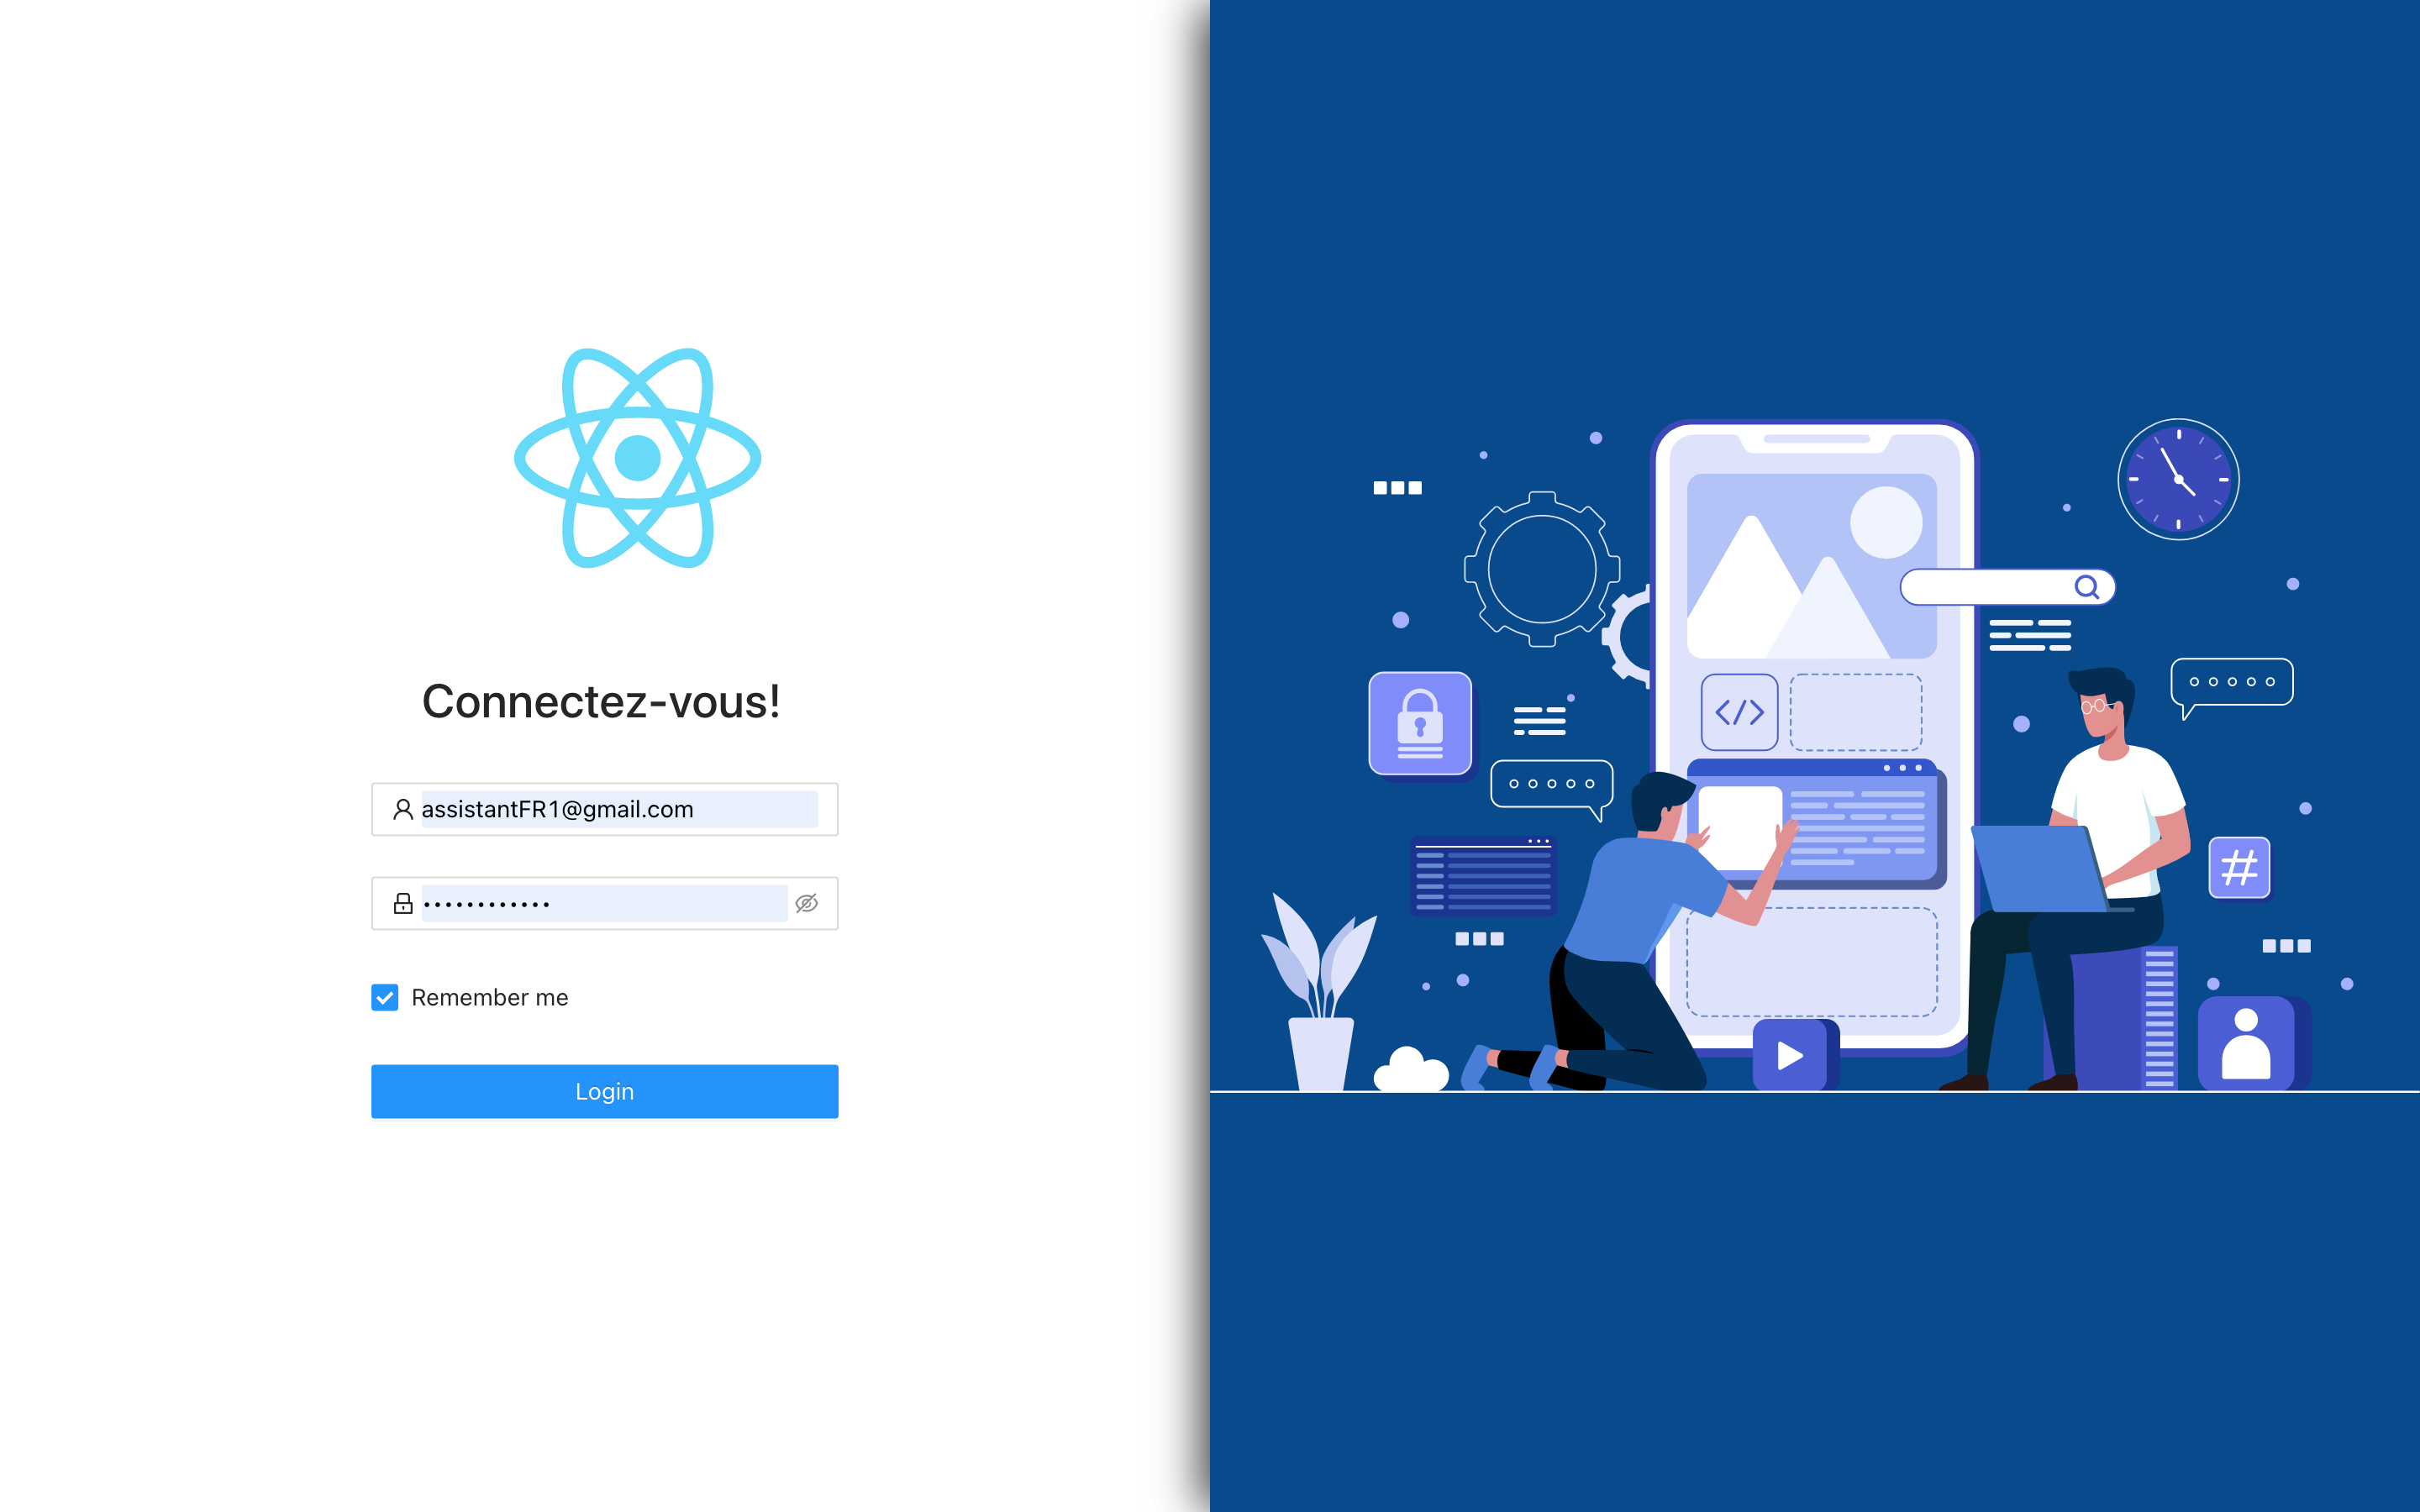 Connectez-vous!
assistantFR1@gmail.com
••••••••••••
Remember me
Login